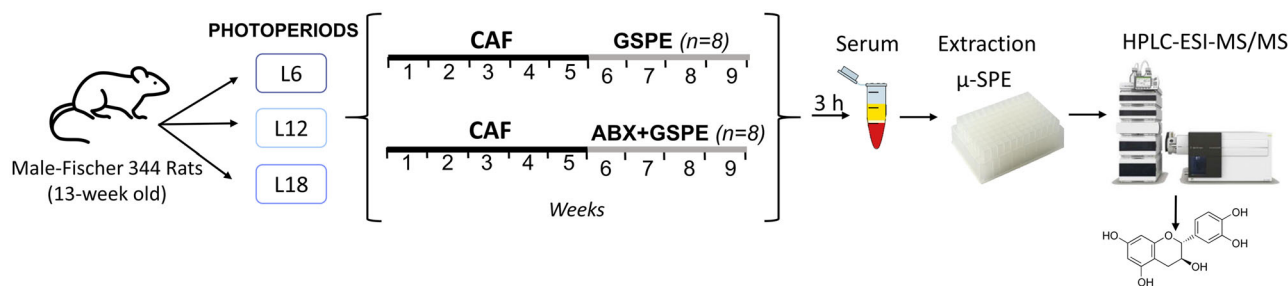 PHOTOPERIODS
L6
L12
L18
Male-Fischer 344 Rats
(13-week old)
CAF GSPE (n=8)
1 2 3 4 5 6 7 8 9
CAF ABX+GSPE (n=8)
1 2 3 4 5 6 7 8 9
Weeks
3 h
Serum
Extraction
µ-SPE
HPLC-ESI-MS/MS
OH
HO O OH
OH
OH